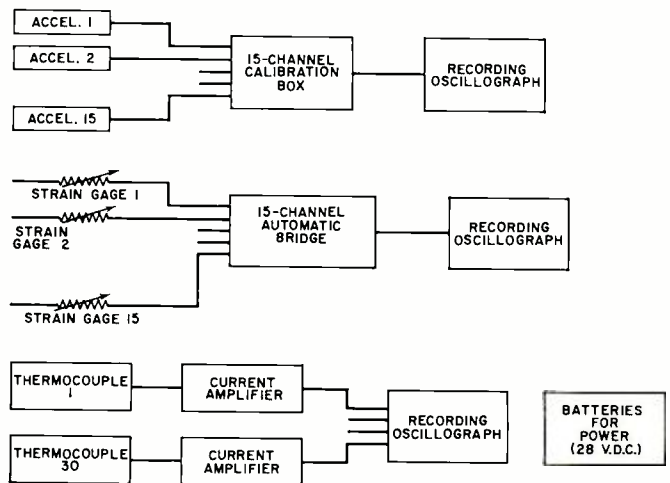 ACCEL. 1
ACCEL. 2
ACCEL. 15
15-CHANNEL
CALIBRATION
BOX
RECORDING
OSCILLOGRAPH
STRAIN GAGE 1
STRAIN
GAGE 2
STRAIN GAGE 15
15-CHANNEL
AUTOMATIC
BRIDGE
RECORDING
OSCILLOGRAPH
THERMOCOUPLE
1
CURRENT
AMPLIFIER
THERMOCOUPLE
30
CURRENT
AMPLIFIER
RECORDING
OSCILLOGRAPH
BATTERIES
FOR
POWER
(28 V.D.C.)